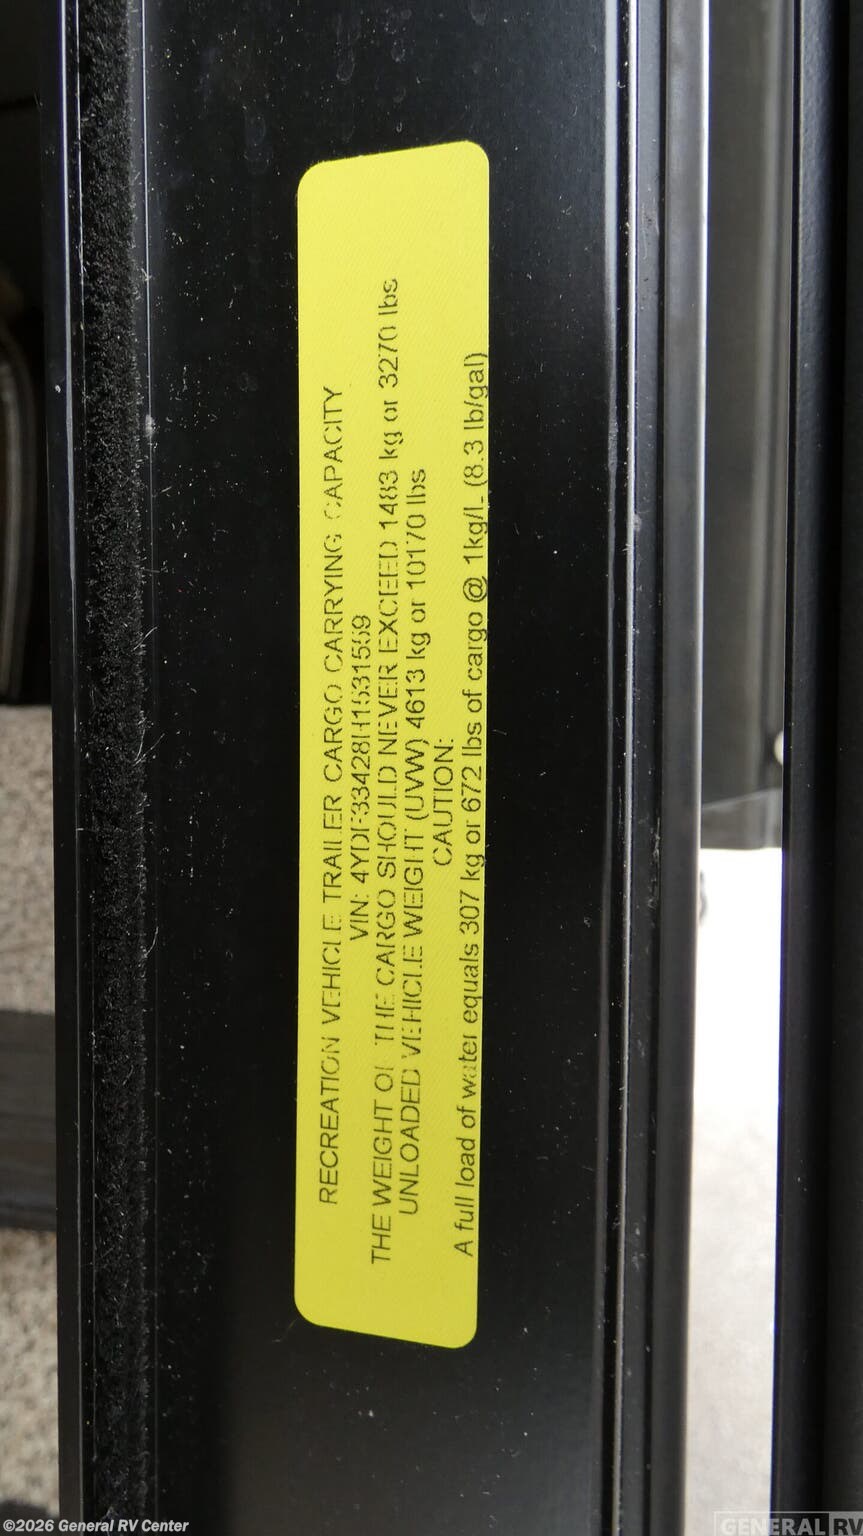 RECREATION VEHICLE TRAILER CARGO CARRYING CAPACITY
VIN: 4YDF33428H1531559
THE WEIGHT OF THE CARGO SHOULD NEVER EXCEED 1483 kg or 3270 lbs
UNLOADED VEHICLE WEIGHT (UVW) 4613 kg or 10170 lbs
CAUTION:
A full load of water equals 307 kg or 672 lbs of cargo @ 1kg/L (8.3 lb/gal)
©2026 General RV Center
GENERAL RV